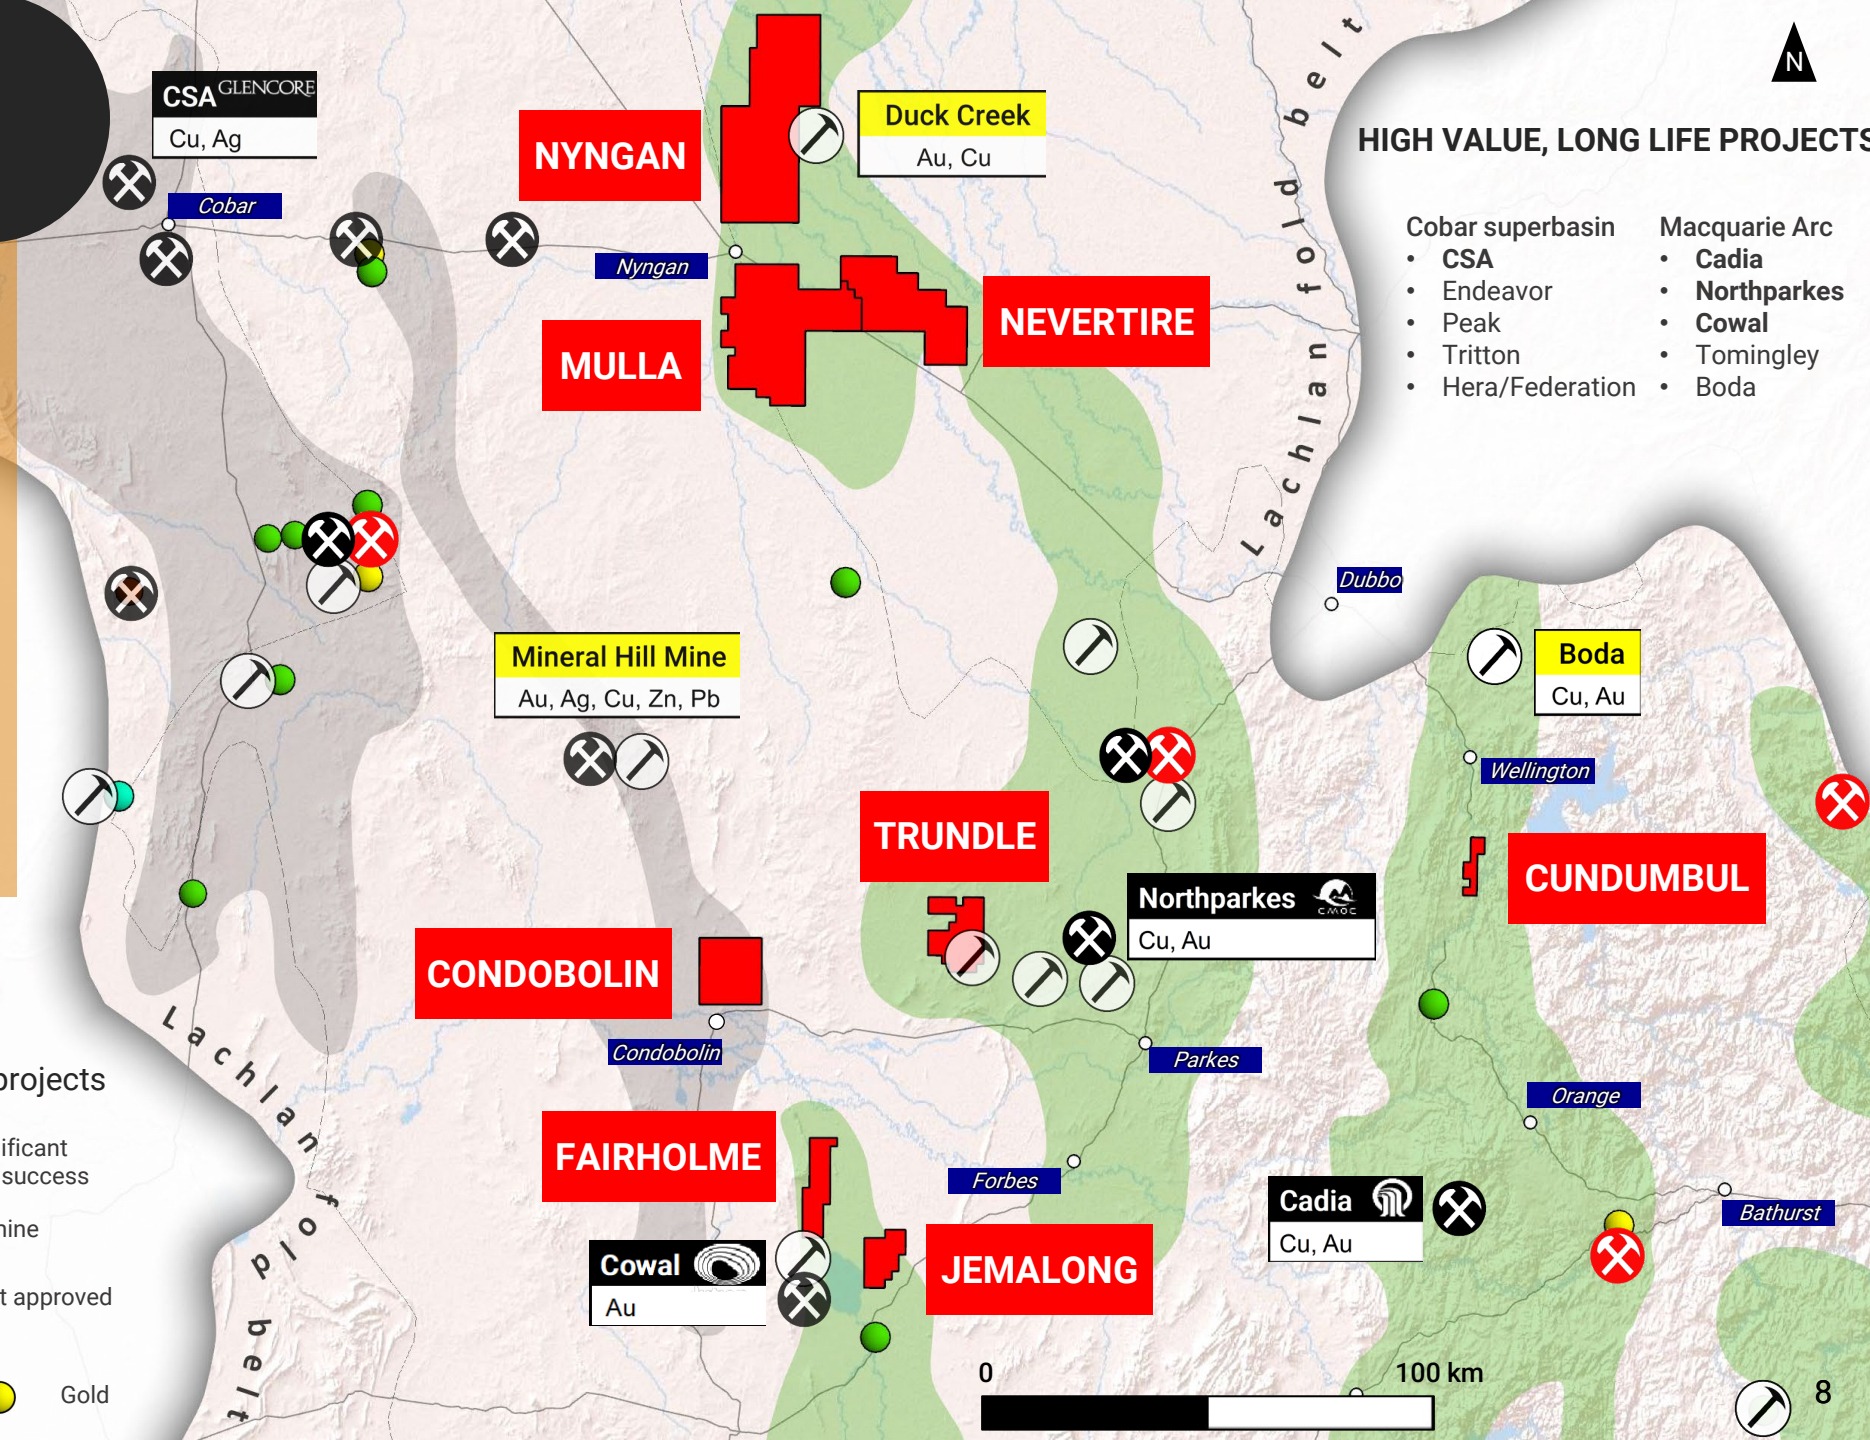 N
HIGH VALUE, LONG LIFE PROJECTS
Cobar superbasin
• CSA
• Endeavor
• Peak
• Tritton
• Hera/Federation
Macquarie Arc
• Cadia
• Northparkes
• Cowal
• Tomingley
• Boda
CSA GLENCORE
Cu, Ag
Cobar
NYNGAN
Duck Creek
Au, Cu
Nyngan
MULLA
NEVERTIRE
Lachlan fold belt
Dubbo
Mineral Hill Mine
Au, Ag, Cu, Zn, Pb
Boda
Cu, Au
Wellington
TRUNDLE
CUNDUMBUL
Northparkes CMOC
Cu, Au
CONDOBOLIN
Condobolin
Parkes
Lachlan fold belt
Orange
FAIRHOLME
Forbes
Cadia
Cu, Au
Bathurst
Cowal
Au
JEMALONG
projects
ificant
success
nine
t approved
Gold
0 100 km
8